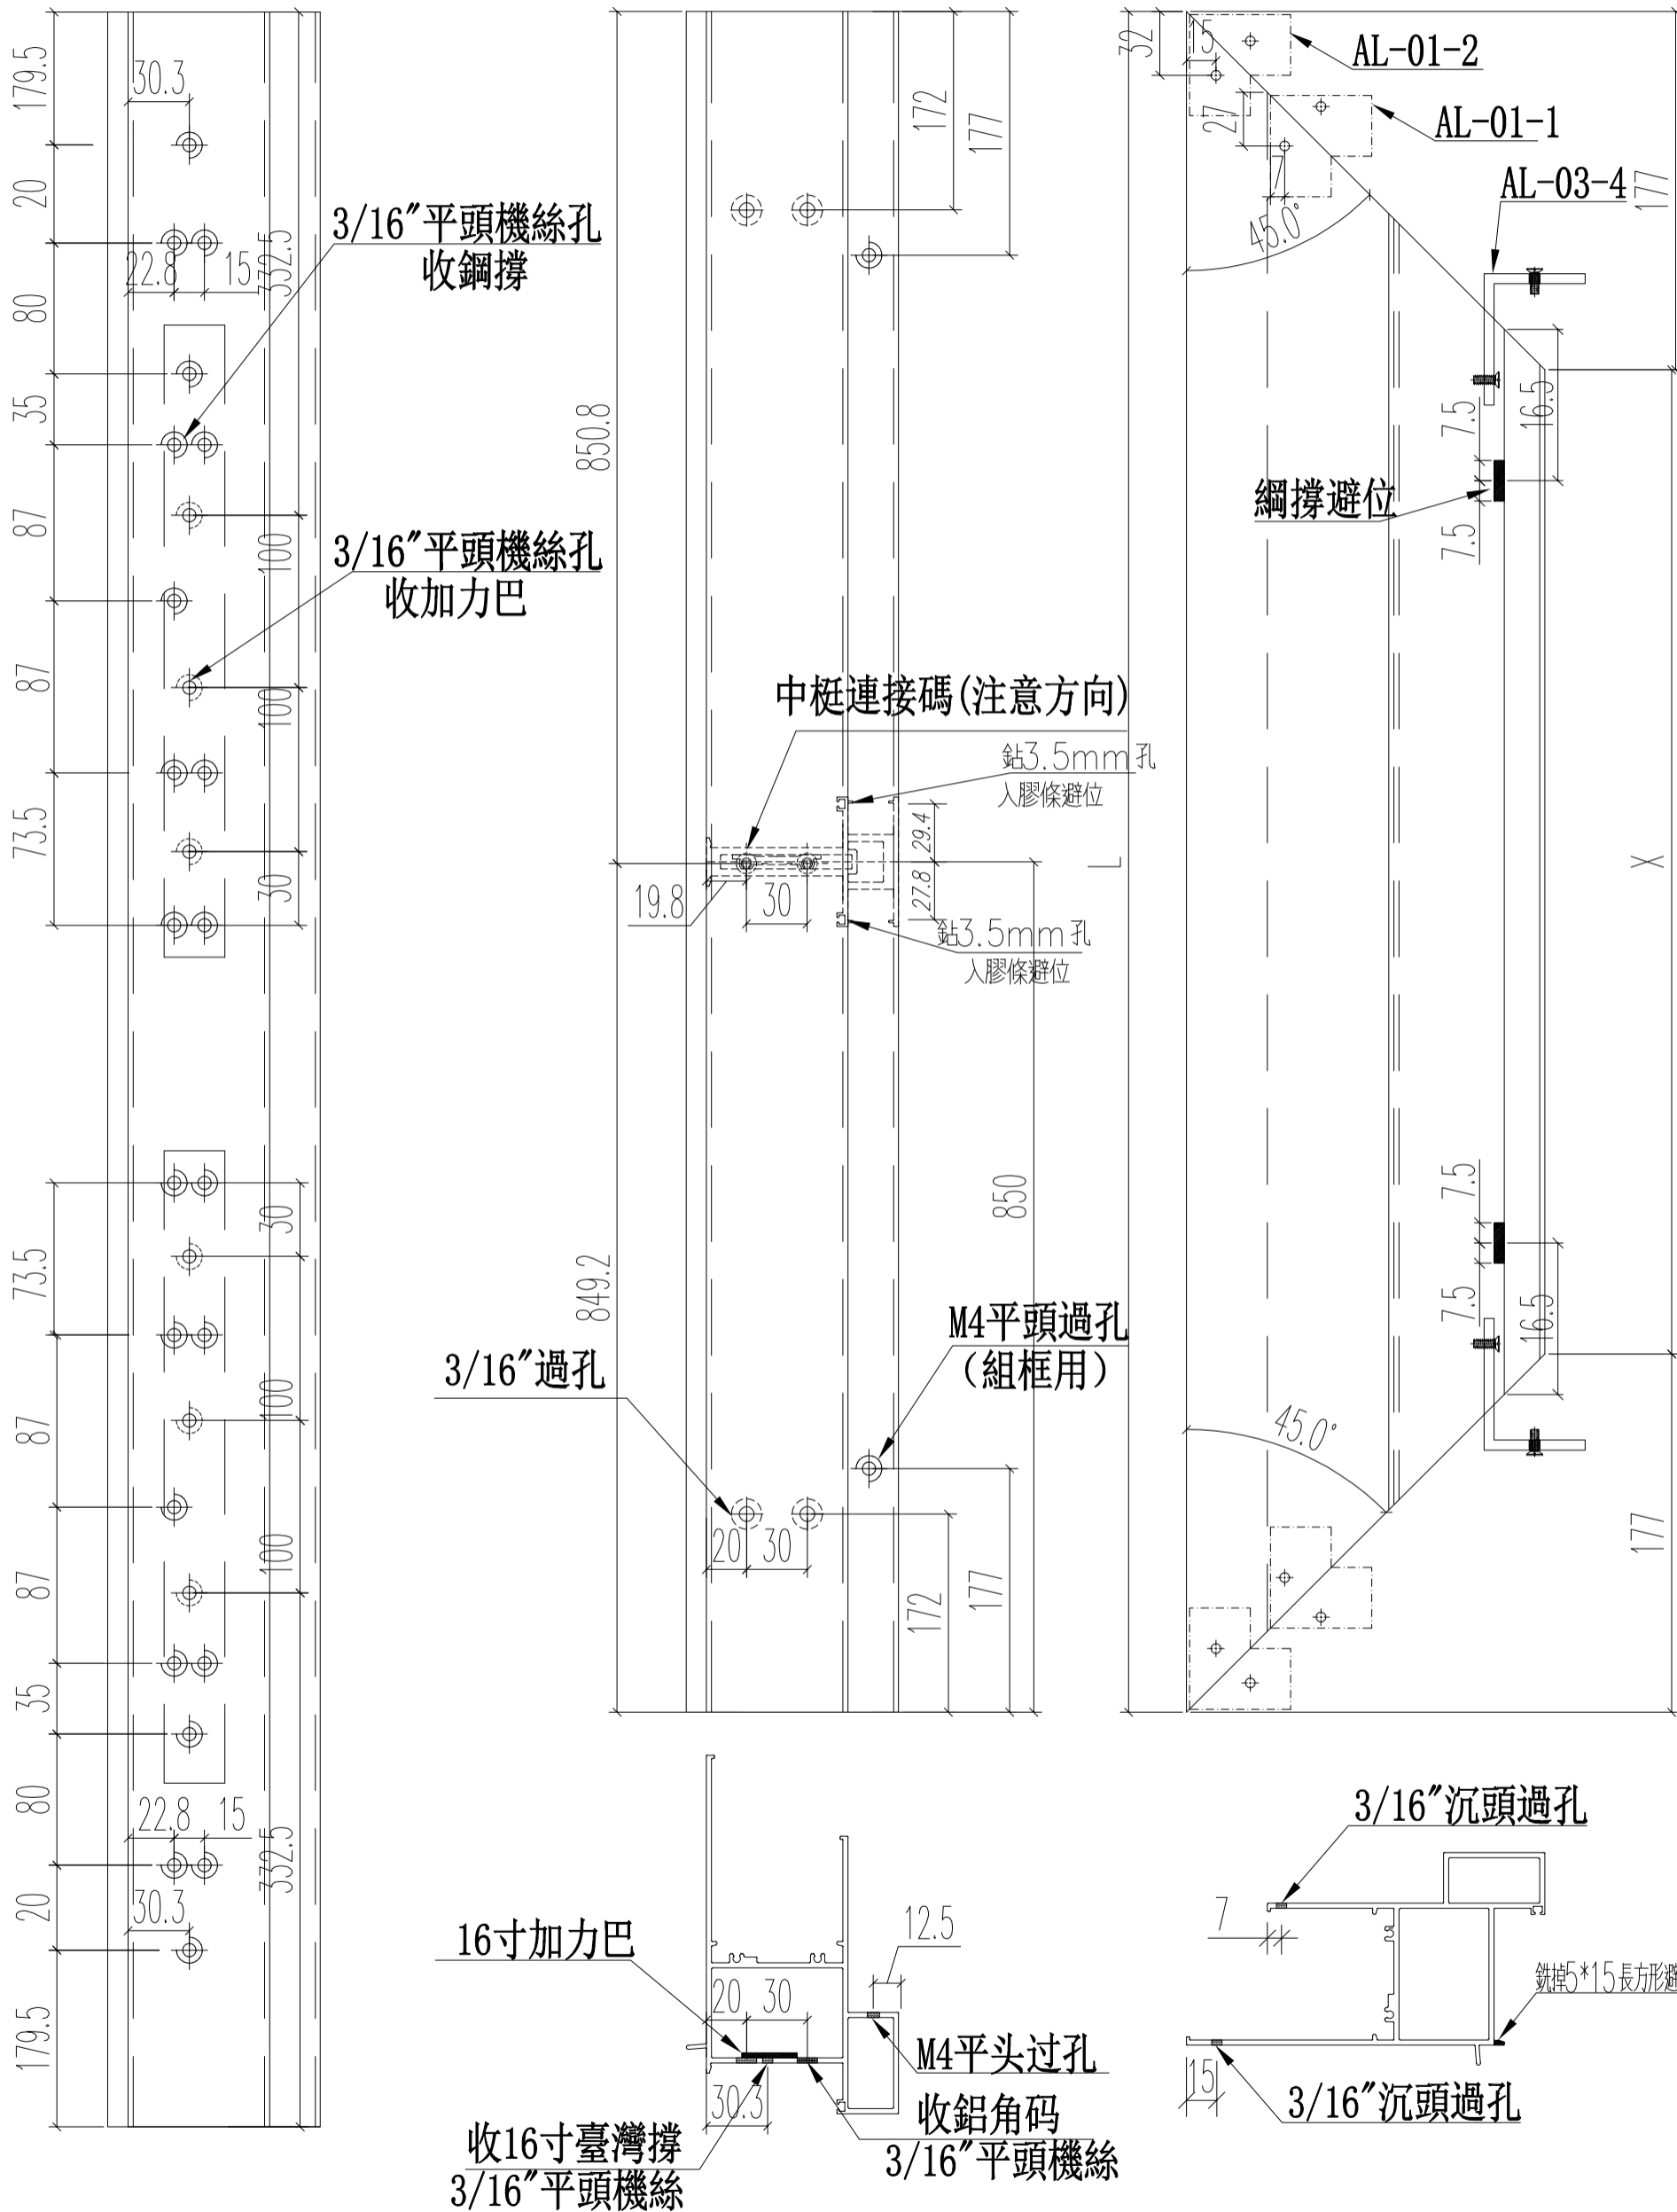 179.5
30.3
20
22.8
15
332.5
80
35
87
100
87
100
73.5
30
3/16″平頭機絲孔
收鋼撐
3/16″平頭機絲孔
收加力巴
30
73.5
100
87
100
87
35
80
22.8
15
332.5
20
30.3
179.5
172
177
850.8
中梃連接碼(注意方向)
鉆3.5mm孔
入膠條避位
29.4
27.8
19.8
30
鉆3.5mm孔
入膠條避位
850
849.2
M4平頭過孔
(組框用)
3/16″過孔
20
30
172
177
L
32
15
AL-01-2
27
7
AL-01-1
45.0°
AL-03-4
177
7.5
16.5
綱撐避位
7.5
X
7.5
7.5
16.5
45.0°
177
16寸加力巴
20
30
12.5
30.3
M4平头过孔
收鋁角码
3/16″平頭機絲
收16寸臺灣撐
3/16″平頭機絲
3/16″沉頭過孔
7
銑掉5*15長方形避
15
3/16″沉頭過孔